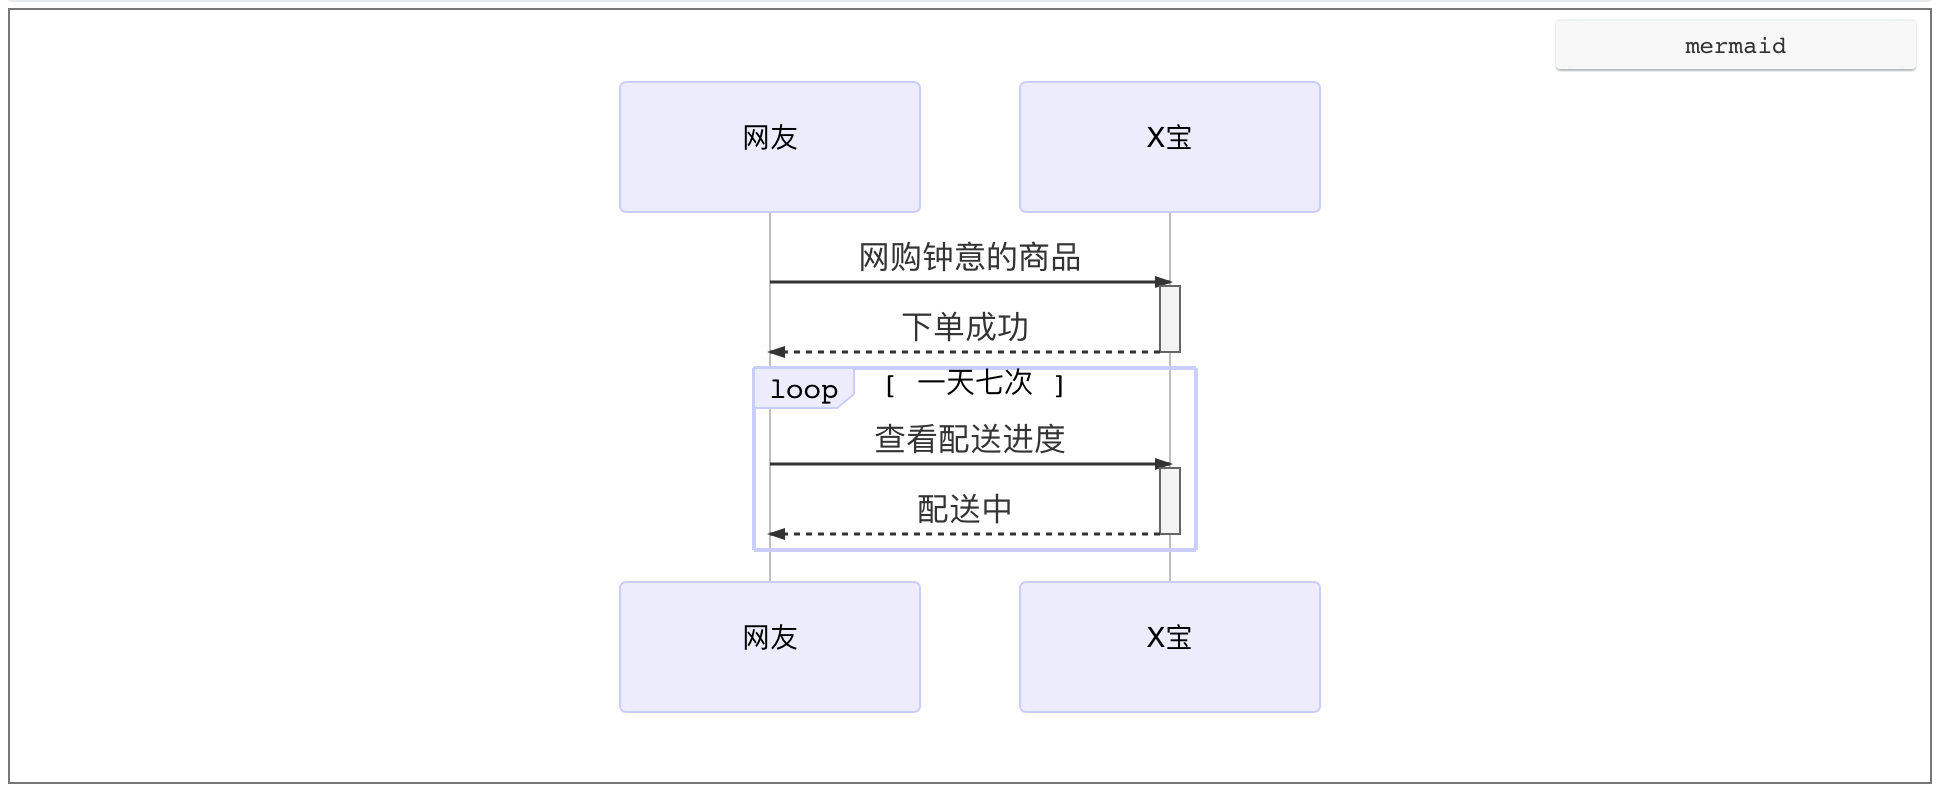 mermaid
网友
X宝
网购钟意的商品
下单成功
loop [ 一天七次 ]
查看配送进度
配送中
网友
X宝